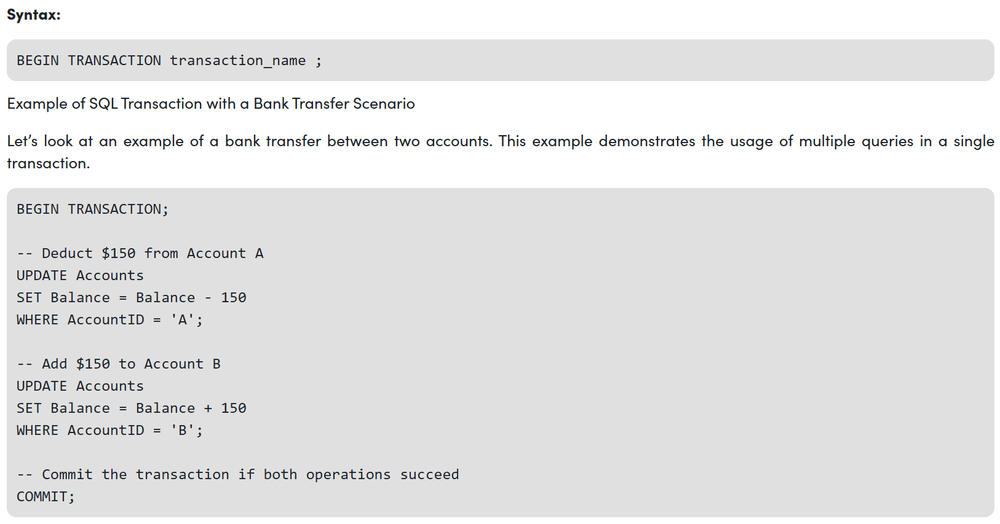 Syntax:
BEGIN TRANSACTION transaction_name ;
Example of SQL Transaction with a Bank Transfer Scenario
Let’s look at an example of a bank transfer between two accounts. This example demonstrates the usage of multiple queries in a single
transaction.
BEGIN TRANSACTION;
-- Deduct $150 from Account A
UPDATE Accounts
SET Balance = Balance - 150
WHERE AccountID = 'A';
-- Add $150 to Account B
UPDATE Accounts
SET Balance = Balance + 150
WHERE AccountID = 'B';
-- Commit the transaction if both operations succeed
COMMIT;